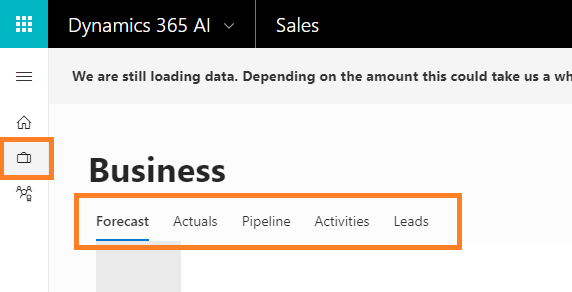 Dynamics 365 AI Sales
We are still loading data. Depending on the amount this could take us a wh
Business
Forecast Actuals Pipeline Activities Leads